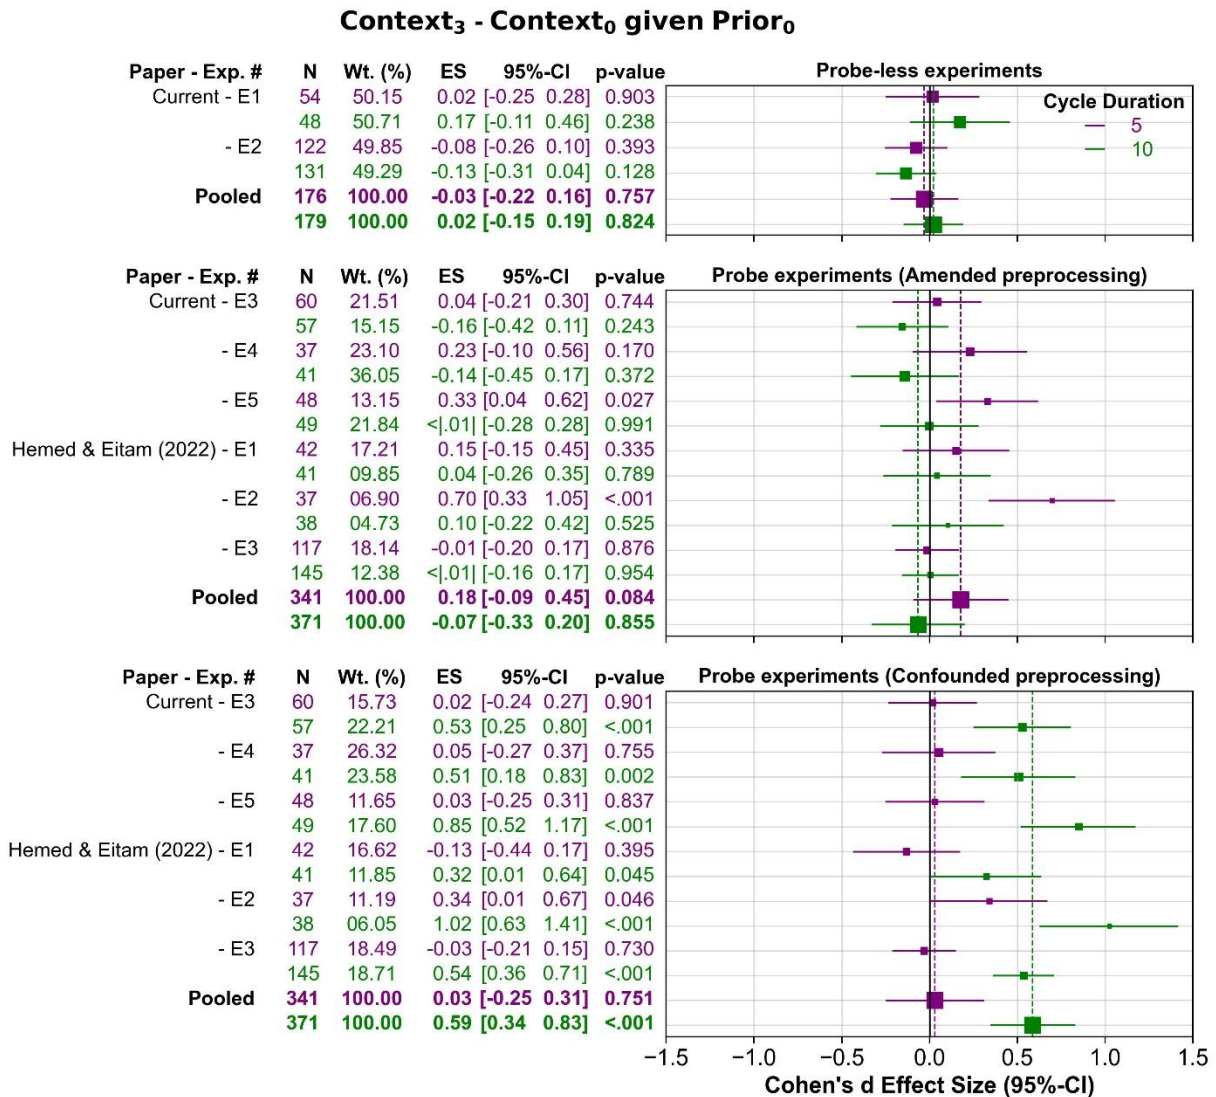 Context3 - Context0 given Prior0
Paper - Exp. # N Wt. (%) ES 95%-CI p-value Probe-less experiments
Current - E1 54 50.15 0.02 [-0.25 0.28] 0.903
Cycle Duration
48 50.71 0.17 [-0.11 0.46] 0.238
5
- E2 122 49.85 -0.08 [-0.26 0.10] 0.393
10
131 49.29 -0.13 [-0.31 0.04] 0.128
Pooled 176 100.00 -0.03 [-0.22 0.16] 0.757
179 100.00 0.02 [-0.15 0.19] 0.824
Paper - Exp. # N Wt. (%) ES 95%-CI p-value Probe experiments (Amended preprocessing)
Current - E3 60 21.51 0.04 [-0.21 0.30] 0.744
57 15.15 -0.16 [-0.42 0.11] 0.243
- E4 37 23.10 0.23 [-0.10 0.56] 0.170
41 36.05 -0.14 [-0.45 0.17] 0.372
- E5 48 13.15 0.33 [0.04 0.62] 0.027
49 21.84 <|.01| [-0.28 0.28] 0.991
Hemed & Eitam (2022) - E1 42 17.21 0.15 [-0.15 0.45] 0.335
41 09.85 0.04 [-0.26 0.35] 0.789
- E2 37 06.90 0.70 [0.33 1.05] <.001
38 04.73 0.10 [-0.22 0.42] 0.525
- E3 117 18.14 -0.01 [-0.20 0.17] 0.876
145 12.38 <|.01| [-0.16 0.17] 0.954
Pooled 341 100.00 0.18 [-0.09 0.45] 0.084
371 100.00 -0.07 [-0.33 0.20] 0.855
Paper - Exp. # N Wt. (%) ES 95%-CI p-value Probe experiments (Confounded preprocessing)
Current - E3 60 15.73 0.02 [-0.24 0.27] 0.901
57 22.21 0.53 [0.25 0.80] <.001
- E4 37 26.32 0.05 [-0.27 0.37] 0.755
41 23.58 0.51 [0.18 0.83] 0.002
- E5 48 11.65 0.03 [-0.25 0.31] 0.837
49 17.60 0.85 [0.52 1.17] <.001
Hemed & Eitam (2022) - E1 42 16.62 -0.13 [-0.44 0.17] 0.395
41 11.85 0.32 [0.01 0.64] 0.045
- E2 37 11.19 0.34 [0.01 0.67] 0.046
38 06.05 1.02 [0.63 1.41] <.001
- E3 117 18.49 -0.03 [-0.21 0.15] 0.730
145 18.71 0.54 [0.36 0.71] <.001
Pooled 341 100.00 0.03 [-0.25 0.31] 0.751
371 100.00 0.59 [0.34 0.83] <.001
−1.5 −1.0 −0.5 0.0 0.5 1.0 1.5
Cohen's d Effect Size (95%-CI)